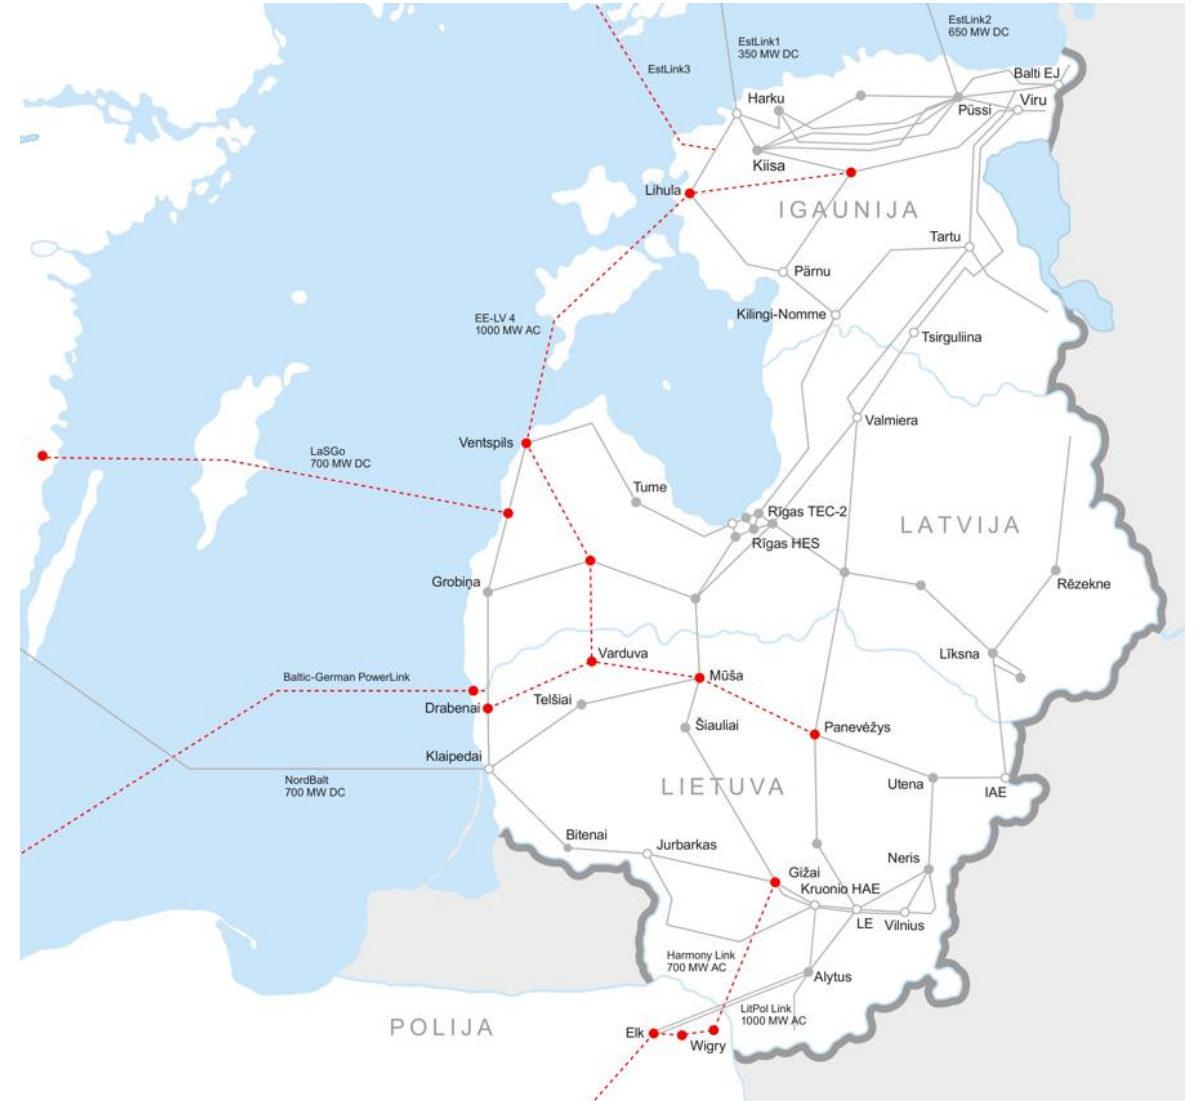 EstLink2
650 MW DC
EstLink1
350 MW DC
EstLink3
Balti EJ
Harku
Viru
Püssi
Kiisa
Lihula
IGAUNIJA
Tartu
Pärnu
Kilingi-Nomme
EE-LV 4
1000 MW AC
Tsirguliina
Valmiera
Ventspils
LaSGo
700 MW DC
Tume
Rīgas TEC-2
LATVIJA
Rīgas HES
Grobiņa
Rēzekne
Varduva
Līksna
Baltic-German PowerLink
Mūša
Telšiai
Drabenai
Šiauliai
Panevėžys
Klaipedai
NordBalt
700 MW DC
LIETUVA
Utena
IAE
Bitenai
Jurbarkas
Neris
Gižai
Kruonio HAE
LE
Vilnius
Harmony Link
700 MW AC
Alytus
LitPol Link
1000 MW AC
POLIJA
Elk
Wigry